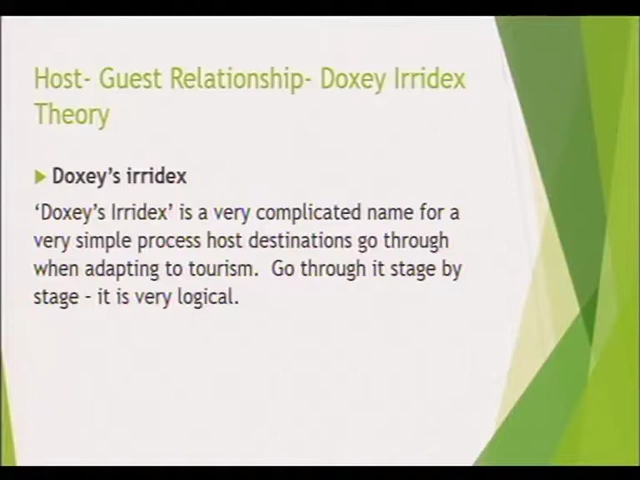 Host- Guest Relationship- Doxey Irridex
Theory
Doxey's irridex
'Doxey's Irridex' is a very complicated name for a
very simple process host destinations go through
when adapting to tourism. Go through it stage by
stage – it is very logical.